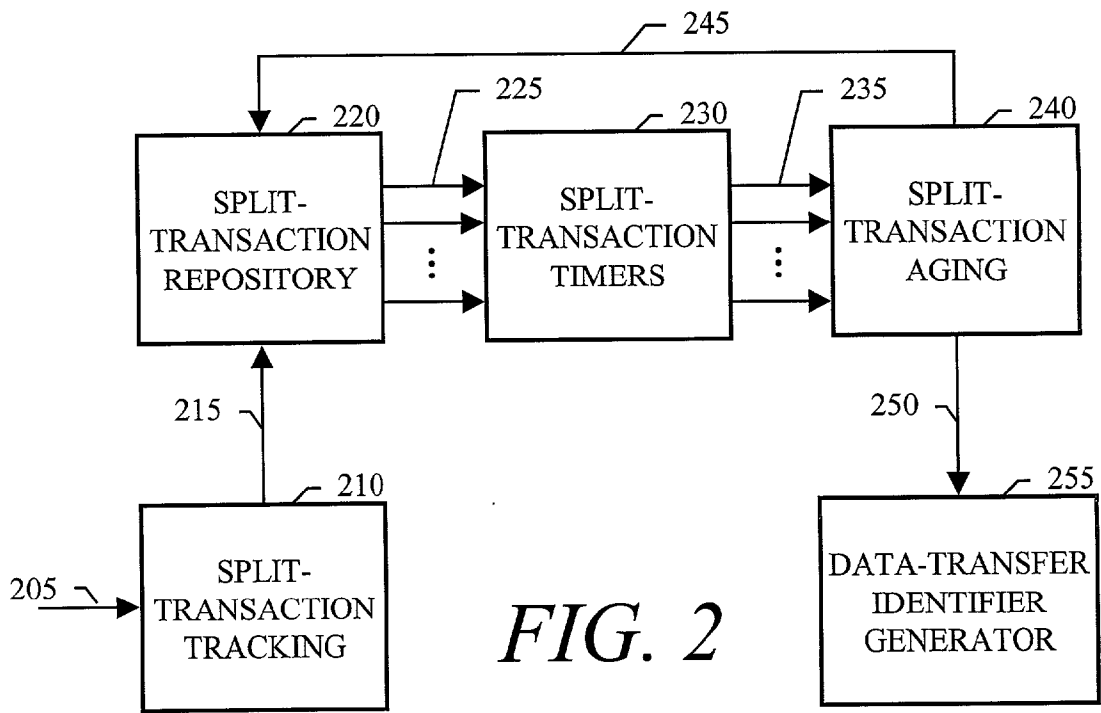 245
220
225
230
235
240
SPLIT-
TRANSACTION
REPOSITORY
SPLIT-
TRANSACTION
TIMERS
SPLIT-
TRANSACTION
AGING
215
250
210
255
205
SPLIT-
TRANSACTION
TRACKING
FIG. 2
DATA-TRANSFER
IDENTIFIER
GENERATOR